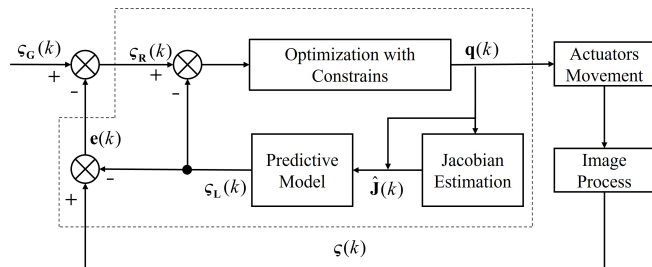 ς_G(k)
ς_R(k)
Optimization with
Constrains
q(k)
Actuators
Movement
+
-
+
-
e(k)
Predictive
Model
Jacobian
Estimation
Image
Process
+
-
ς_L(k)
Ĵ(k)
ς(k)